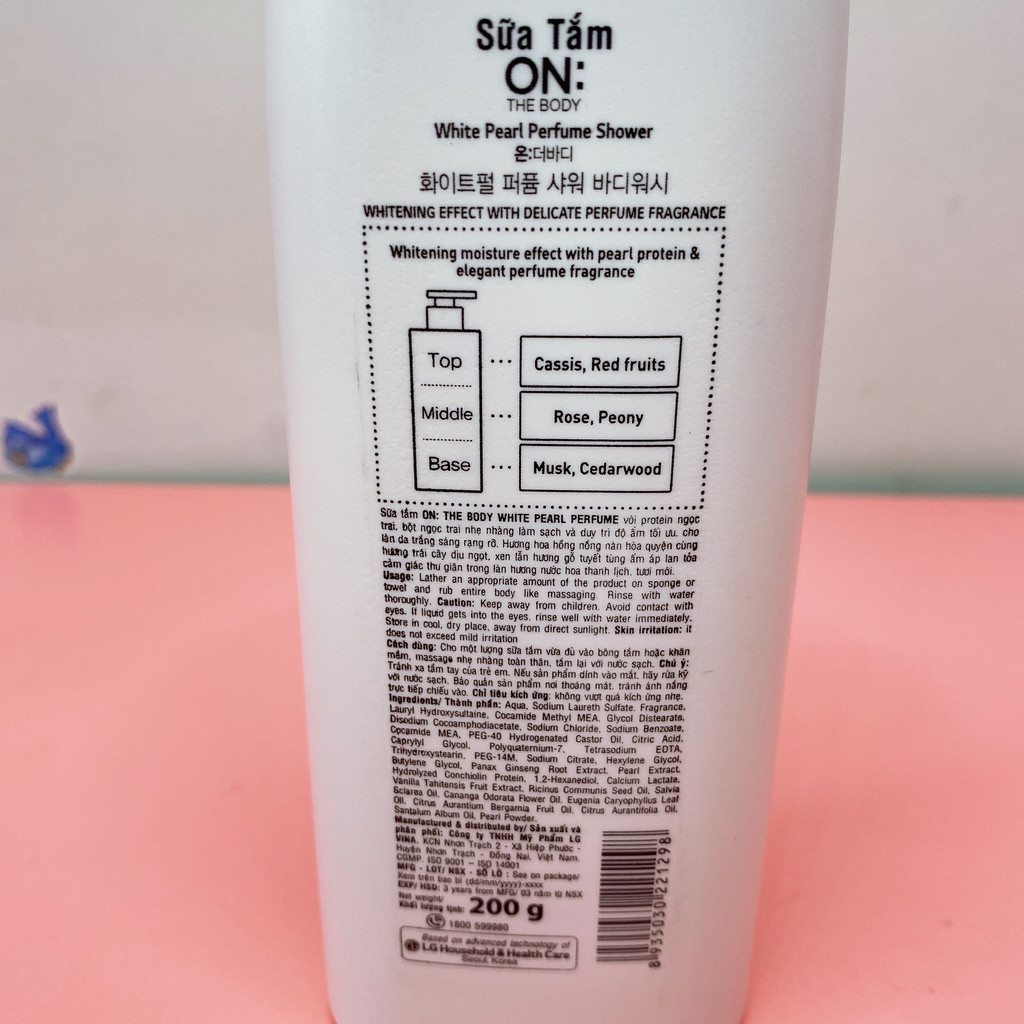 Sữa Tắm
ON:
THE BODY
White Pearl Perfume Shower
온:더바디
화이트펄 퍼퓸 샤워 바디워시
WHITENING EFFECT WITH DELICATE PERFUME FRAGRANCE
Whitening moisture effect with pearl protein &
elegant perfume fragrance
Top ... Cassis, Red fruits
Middle ... Rose, Peony
Base ... Musk, Cedarwood
Sữa tắm ON: THE BODY WHITE PEARL PERFUME với protein ngọc
trai, bột ngọc trai nhẹ nhàng làm sạch và duy trì độ ẩm tối ưu, cho
làn da trắng sáng rạng rỡ. Hương hoa hồng nồng nàn hòa quyện cùng
hương trái cây dịu ngọt, xen lẫn hương gỗ tuyết tùng ấm áp lan tỏa
cảm giác thư giãn trong làn hương nước hoa thanh lịch, tươi mới.
Usage: Lather an appropriate amount of the product on sponge or
towel and rub entire body like massaging. Rinse with water
thoroughly. Caution: Keep away from children. Avoid contact with
eyes. If liquid gets into the eyes, rinse well with water immediately.
Store in cool, dry place, away from direct sunlight. Skin irritation: it
does not exceed mild irritation
Cách dùng: Cho một lượng sữa tắm vừa đủ vào bông tắm hoặc khăn
mềm, massage nhẹ nhàng toàn thân, tắm lại với nước sạch. Chú ý:
Tránh xa tầm tay của trẻ em. Nếu sản phẩm dính vào mắt, hãy rửa kỹ
với nước sạch. Bảo quản sản phẩm nơi thoáng mát, tránh ánh nắng
trực tiếp chiếu vào. Chỉ tiêu kích ứng: không vượt quá kích ứng nhẹ.
Ingredients/ Thành phần: Aqua, Sodium Laureth Sulfate, Fragrance,
Lauryl Hydroxysultaine, Cocamide Methyl MEA, Glycol Distearate,
Disodium Cocoamphodiacetate, Sodium Chloride, Sodium Benzoate,
Cocamide MEA, PEG-40 Hydrogenated Castor Oil, Citric Acid,
Caprylyl Glycol, Polyquaternium-7, Tetrasodium EDTA,
Trihydroxystearin, PEG-14M, Sodium Citrate, Hexylene Glycol,
Butylene Glycol, Panax Ginseng Root Extract, Pearl Extract,
Hydrolyzed Conchiolin Protein, 1,2-Hexanediol, Calcium Lactate,
Vanilla Tahitensis Fruit Extract, Ricinus Communis Seed Oil, Salvia
Sclarea Oil, Cananga Odorata Flower Oil, Eugenia Caryophyllus Leaf
Oil, Citrus Aurantium Bergamia Fruit Oil, Citrus Aurantifolia Oil,
Santalum Album Oil, Pearl Powder.
Manufactured & distributed by/ Sản xuất và
phân phối: Công ty TNHH Mỹ Phẩm LG
VINA. KCN Nhơn Trạch 2 - Xã Hiệp Phước -
Huyện Nhơn Trạch - Đồng Nai, Việt Nam.
CGMP, ISO 9001 – ISO 14001
MFG - LOT/ NSX - SỐ LÔ : See on package/
Xem trên bao bì (dd/mm/yyyy)-xxxx
EXP/ HSD: 3 years from MFG/ 03 năm từ NSX
Net weight/
Khối lượng tịnh: 200 g
1800 599980
Based on advanced technology of
LG Household & Health Care
Seoul, Korea
8 935030 221298